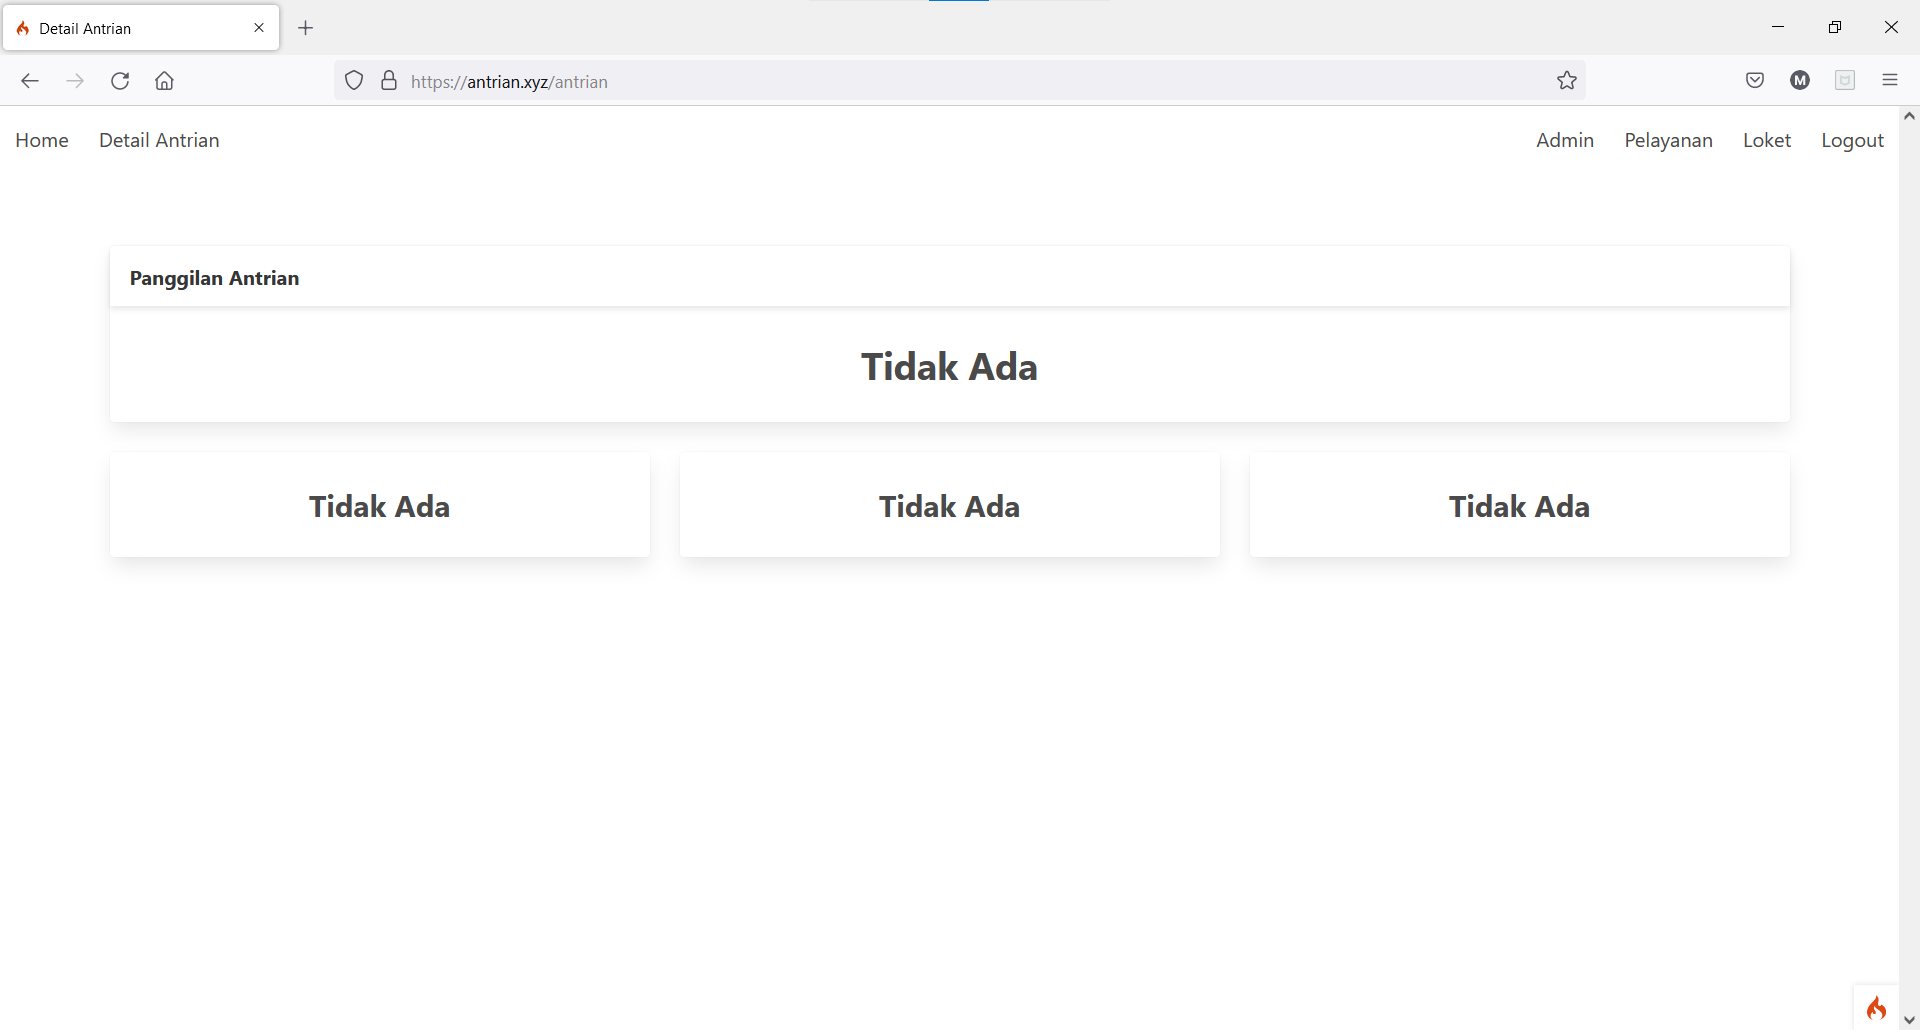 Detail Antrian
https://antrian.xyz/antrian
M
Home Detail Antrian Admin Pelayanan Loket Logout
Panggilan Antrian
Tidak Ada
Tidak Ada Tidak Ada Tidak Ada